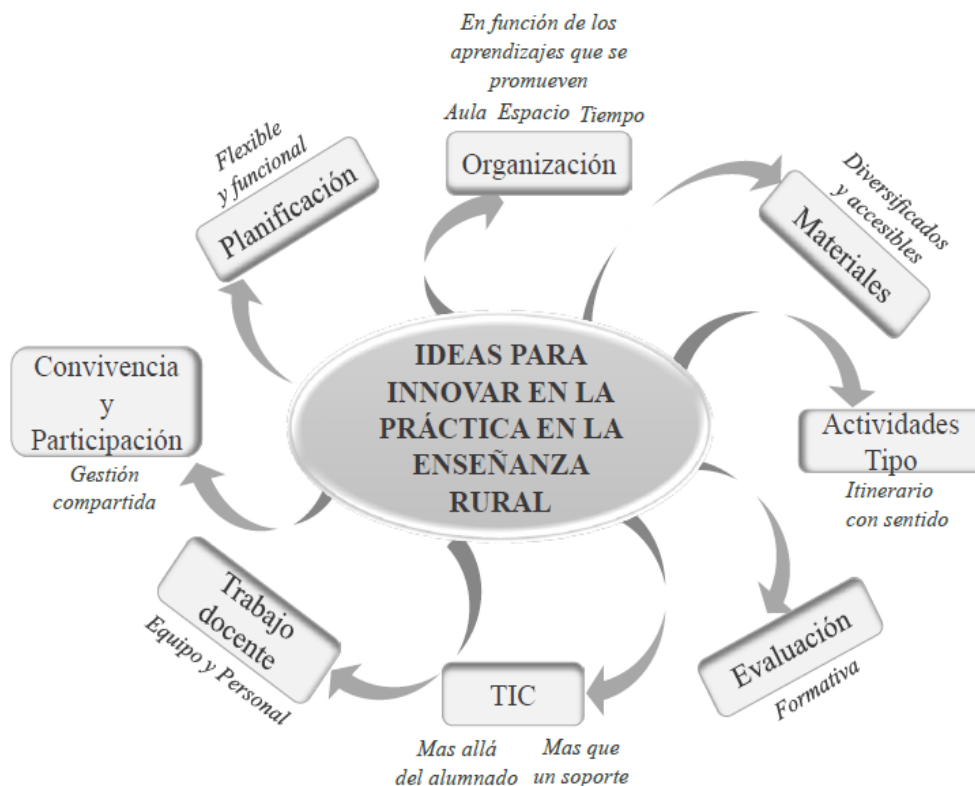 En función de los
aprendizajes que se
promueven
Aula Espacio Tiempo
Organización
Flexible
y funcional
Planificación
Diversificados
y accesibles
Materiales
IDEAS PARA
INNOVAR EN LA
PRÁCTICA EN LA
ENSEÑANZA
RURAL
Convivencia
y
Participación
Gestión
compartida
Actividades
Tipo
Itinerario
con sentido
Trabajo
docente
Equipo y Personal
TIC
Mas allá
del alumnado
Mas que
un soporte
Evaluación
Formativa